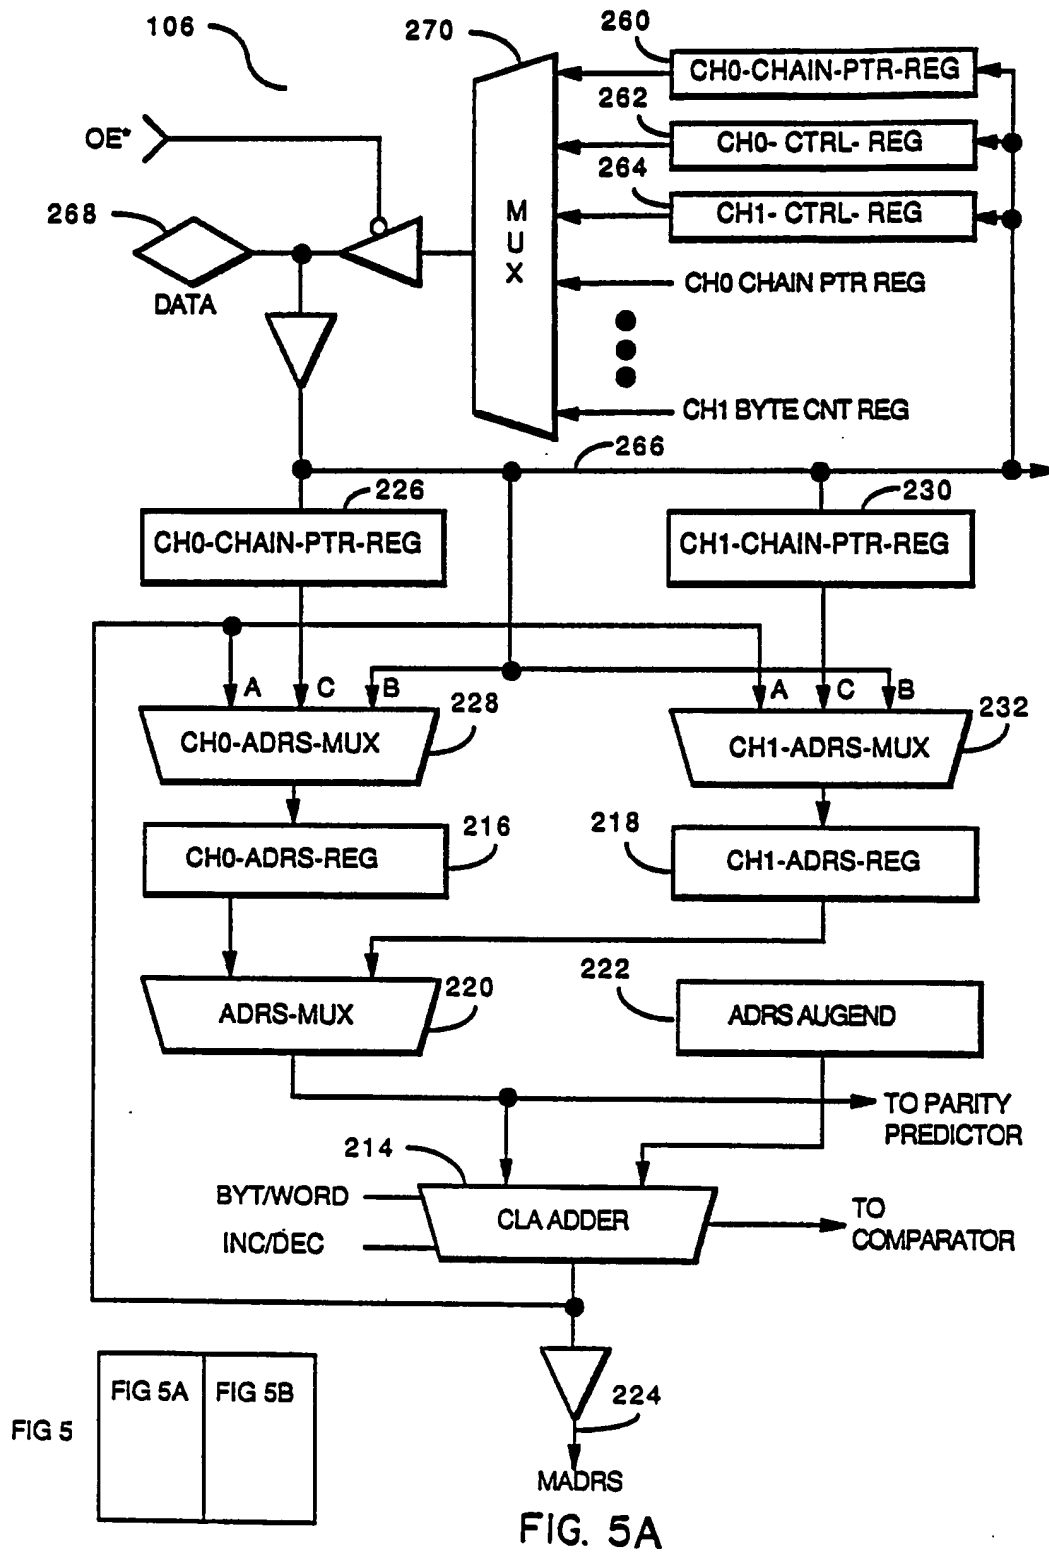 106
270
260
CH0-CHAIN-PTR-REG
262
OE*
CH0- CTRL- REG
264
268
CH1- CTRL- REG
M
U
X
DATA
CH0 CHAIN PTR REG
CH1 BYTE CNT REG
266
226
230
CH0-CHAIN-PTR-REG
CH1-CHAIN-PTR-REG
A
C
B
A
C
B
228
232
CH0-ADRS-MUX
CH1-ADRS-MUX
216
218
CH0-ADRS-REG
CH1-ADRS-REG
220
222
ADRS-MUX
ADRS AUGEND
TO PARITY
PREDICTOR
214
BYT/WORD
CLA ADDER
TO
COMPARATOR
INC/DEC
FIG 5
FIG 5A
FIG 5B
224
MADRS
FIG. 5A